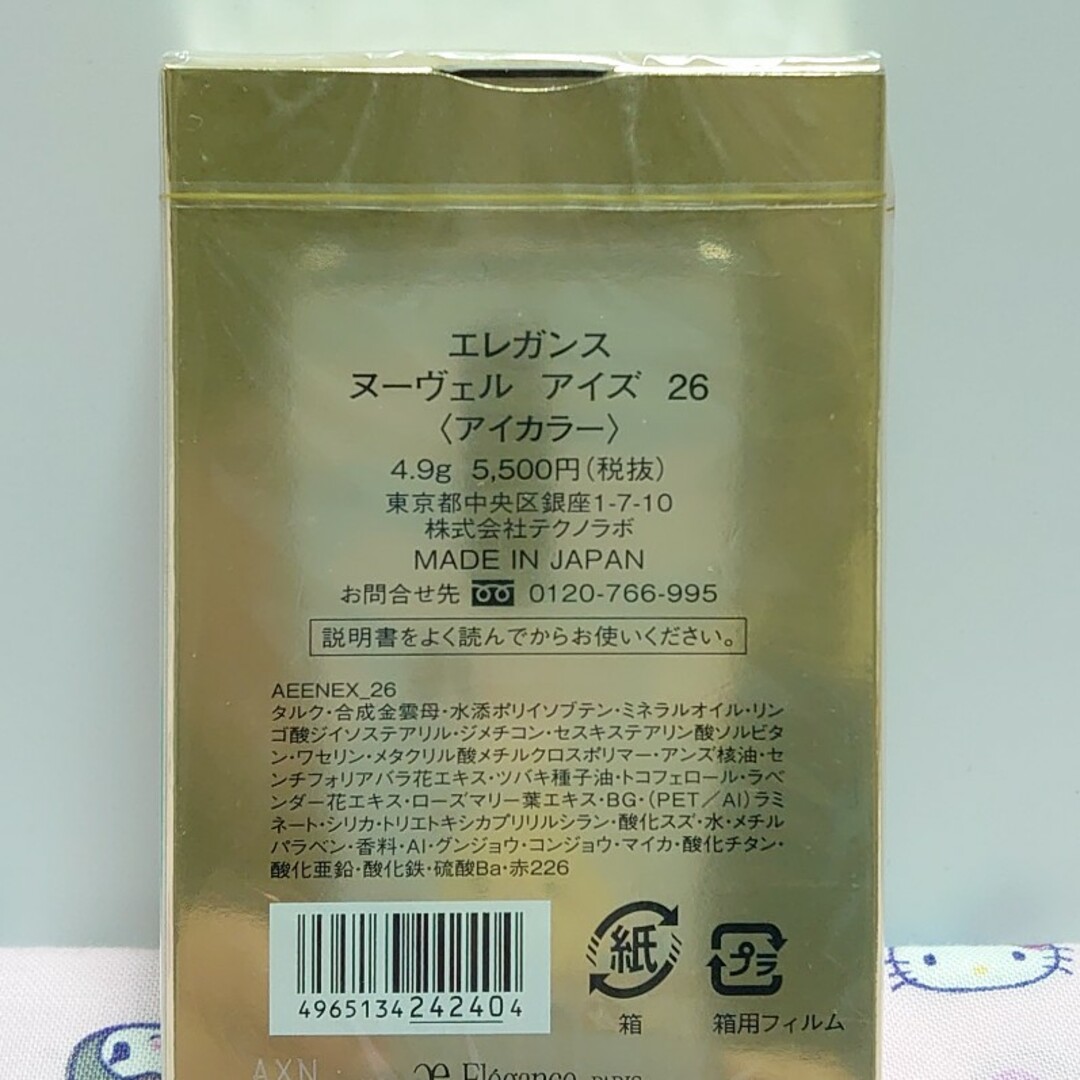 エレガンス
ヌーヴェル アイズ 26
〈アイカラー〉
4.9g 5,500円(税抜)
東京都中央区銀座1-7-10
株式会社テクノラボ
MADE IN JAPAN
お問合せ先 0120-766-995
説明書をよく読んでからお使いください。
AEENEX_26
タルク・合成金雲母・水添ポリイソブテン・ミネラルオイル・リン
ゴ酸ジイソステアリル・ジメチコン・セスキステアリン酸ソルビタ
ン・ワセリン・メタクリル酸メチルクロスポリマー・アンズ核油・セ
ンチフォリアバラ花エキス・ツバキ種子油・トコフェロール・ラベ
ンダー花エキス・ローズマリー葉エキス・BG・(PET/Al)ラミ
ネート・シリカ・トリエトキシカプリリルシラン・酸化スズ・水・メチル
パラベン・香料・Al・グンジョウ・コンジョウ・マイカ・酸化チタン・
酸化亜鉛・酸化鉄・硫酸Ba・赤226
4965134242404
紙
プラ
箱
箱用フィルム
AXN
Elégance PARIS